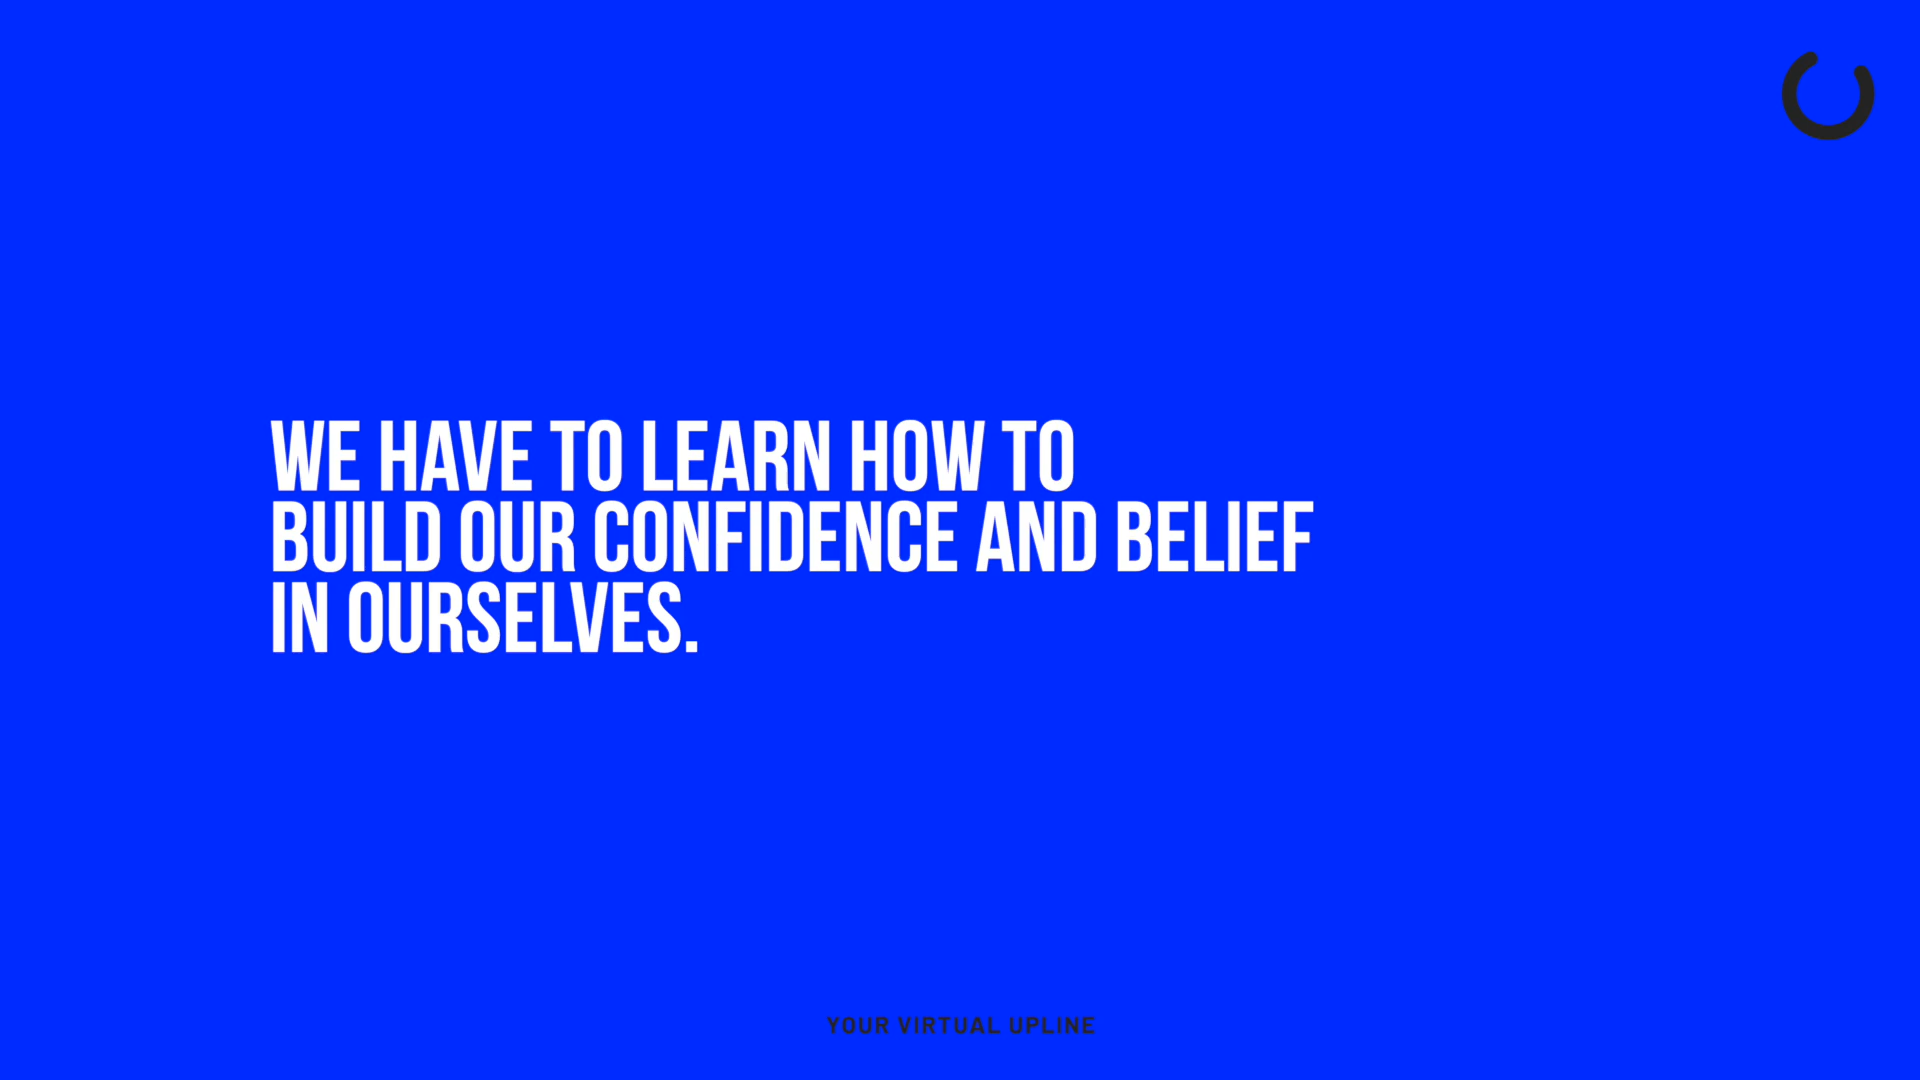 WE HAVE TO LEARN HOW TO
BUILD OUR CONFIDENCE AND BELIEF
IN OURSELVES.
YOUR VIRTUAL UPLINE